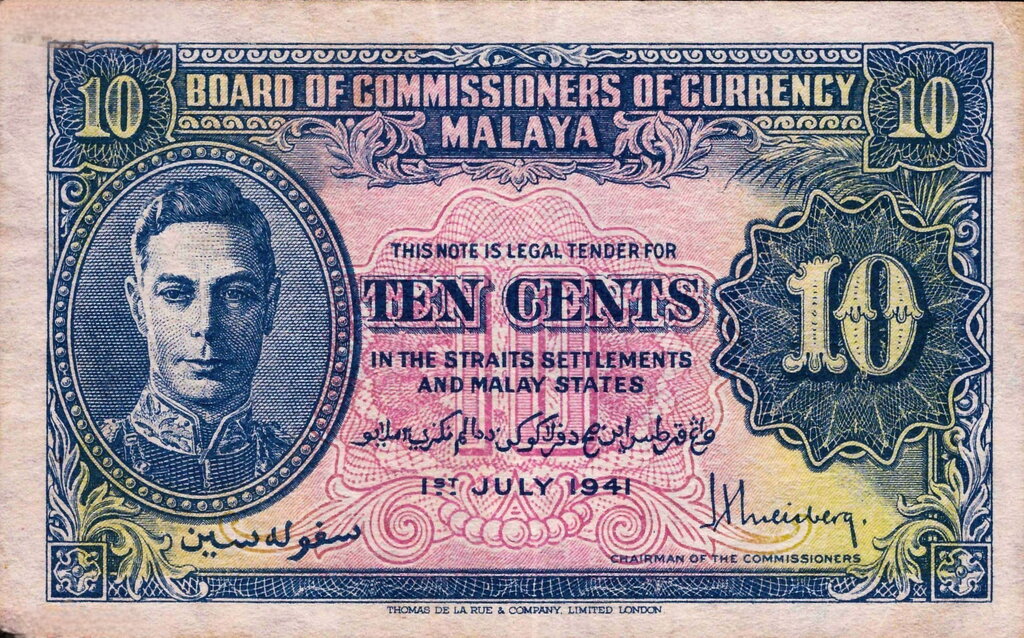 10 BOARD OF COMMISSIONERS OF CURRENCY 10
MALAYA
THIS NOTE IS LEGAL TENDER FOR
TEN CENTS
10
IN THE STRAITS SETTLEMENTS
AND MALAY STATES
1ST JULY 1941
سڤوله سين
CHAIRMAN OF THE COMMISSIONERS
THOMAS DE LA RUE & COMPANY, LIMITED LONDON